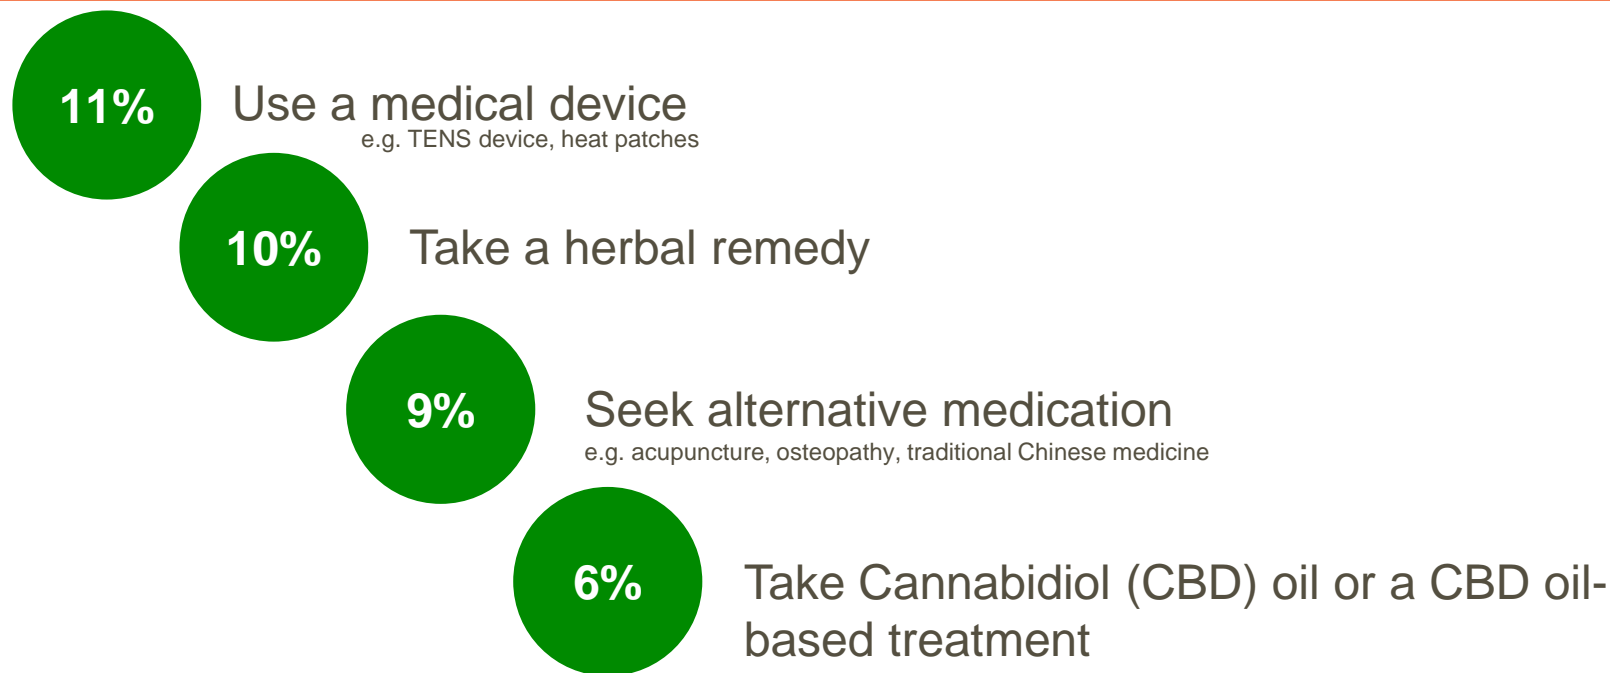 11%
Use a medical device
e.g. TENS device, heat patches
10%
Take a herbal remedy
9%
Seek alternative medication
e.g. acupuncture, osteopathy, traditional Chinese medicine
6%
Take Cannabidiol (CBD) oil or a CBD oil-
based treatment